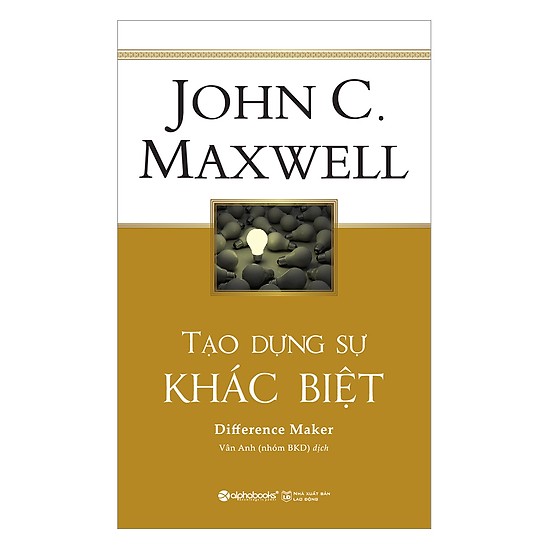 JOHN C.
MAXWELL
TẠO DỰNG SỰ
KHÁC BIỆT
Difference Maker
Vân Anh (nhóm BKD) dịch
alphabooks®
NHÀ XUẤT BẢN
LAO ĐỘNG